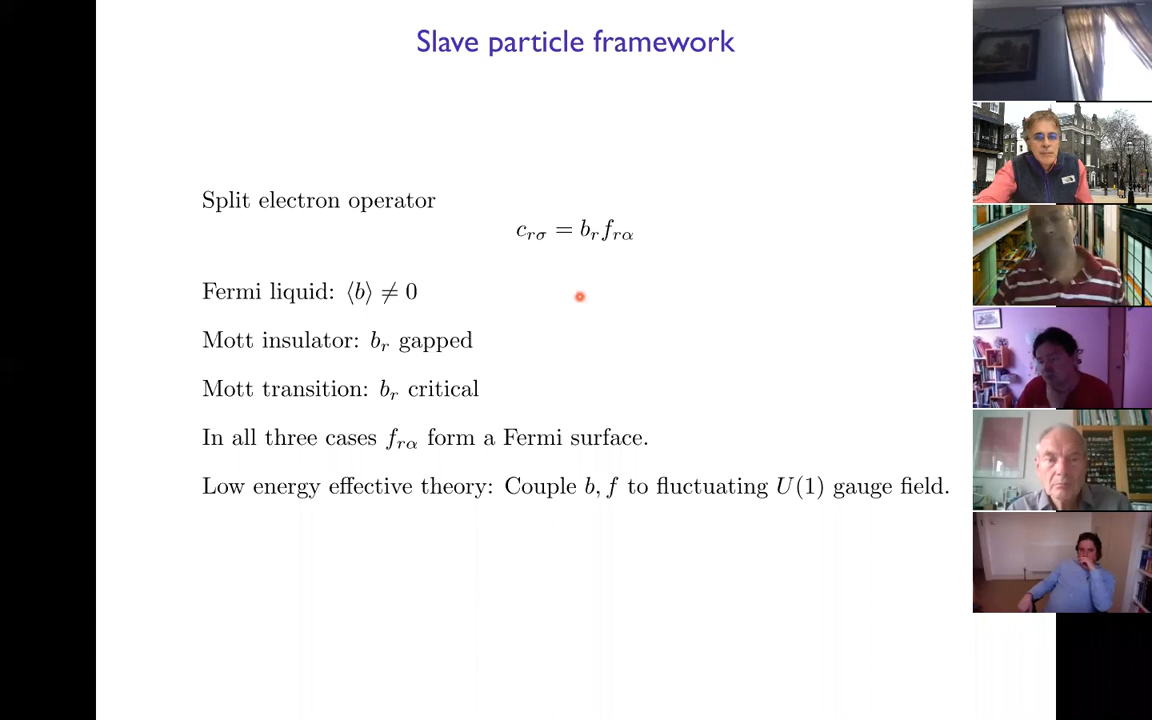 Slave particle framework
Split electron operator
c_{rσ} = b_r f_{rα}
Fermi liquid: ⟨b⟩ ≠ 0
Mott insulator: b_r gapped
Mott transition: b_r critical
In all three cases f_{rα} form a Fermi surface.
Low energy effective theory: Couple b, f to fluctuating U(1) gauge field.